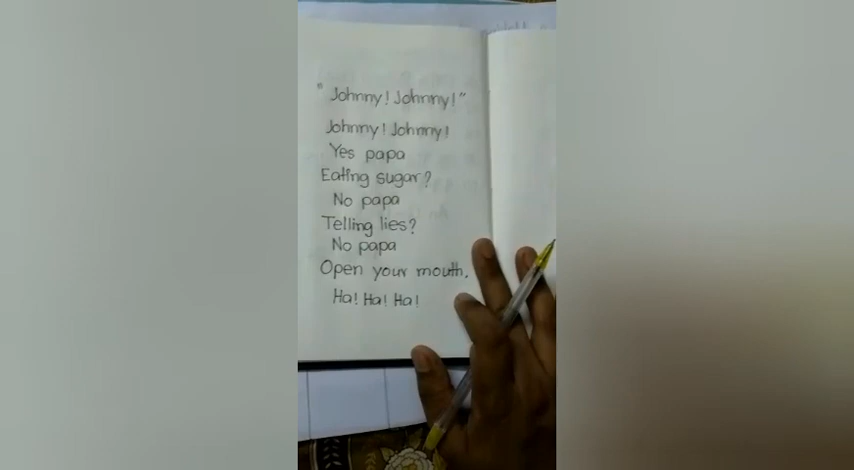 "Johnny! Johnny!"
Johnny! Johnny!
Yes papa
Eating sugar?
No papa
Telling lies?
No papa
Open your mouth.
Ha! Ha! Ha!